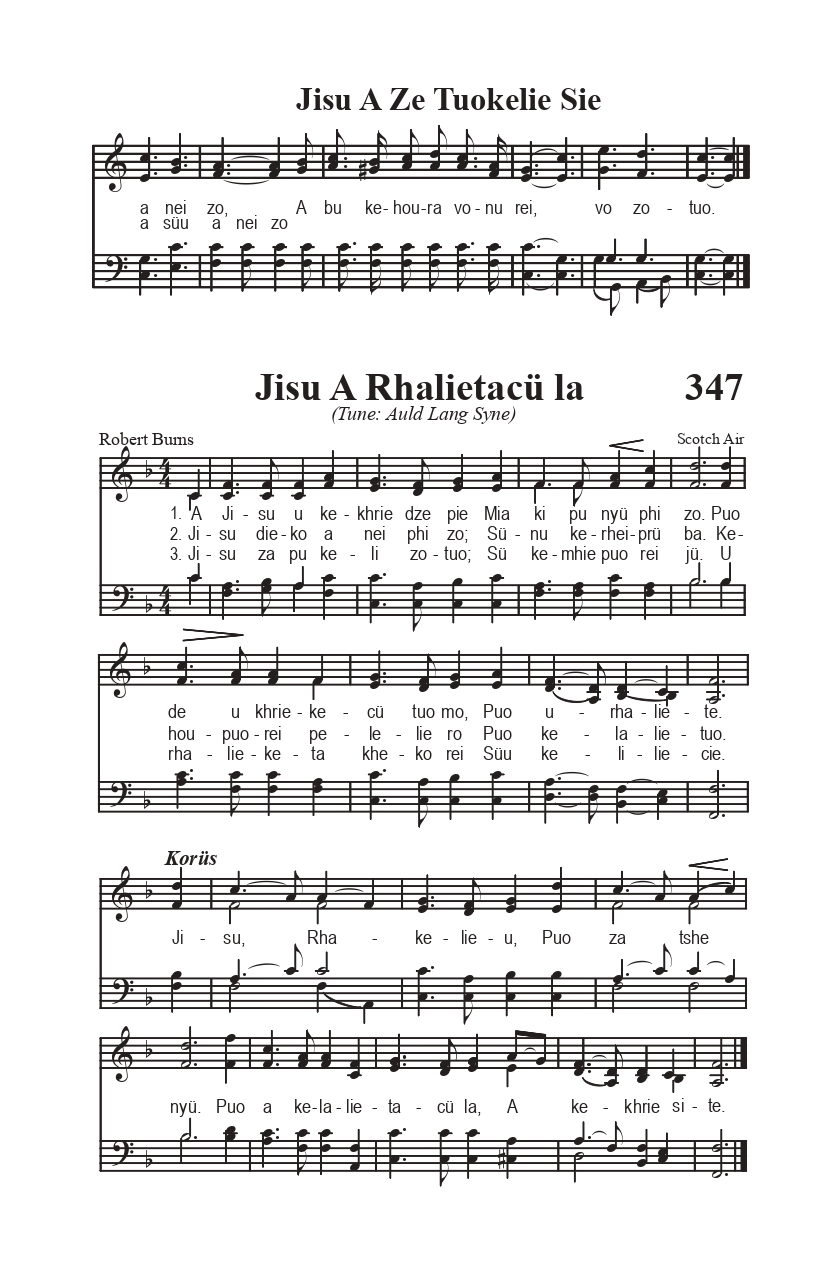 Jisu A Ze Tuokelie Sie
a nei zo, A bu ke-hou-ra vo-nu rei, vo zo-tuo.
a süu a nei zo
Jisu A Rhalietacü la 347
(Tune: Auld Lang Syne)
Robert Burns Scotch Air
1. A Ji-su u ke-khrie dze pie Mia ki pu nyü phi zo. Puo
2. Ji-su die-ko a nei phi zo; Sü-nu ke-rhei-prü ba. Ke-
3. Ji-su za pu ke-li zo-tuo; Sü ke-mhie puo rei jü. U
de u khrie-ke-cü tuo mo, Puo u-rha-lie-te.
hou-puo-rei pe-le-lie ro Puo ke-la-lie-tuo.
rha-lie-ke-ta khe-ko rei Süu ke-li-lie-cie.
Korüs
Ji-su, Rha-ke-lie-u, Puo za tshe
nyü. Puo a ke-la-lie-ta-cü la, A ke-khrie si-te.